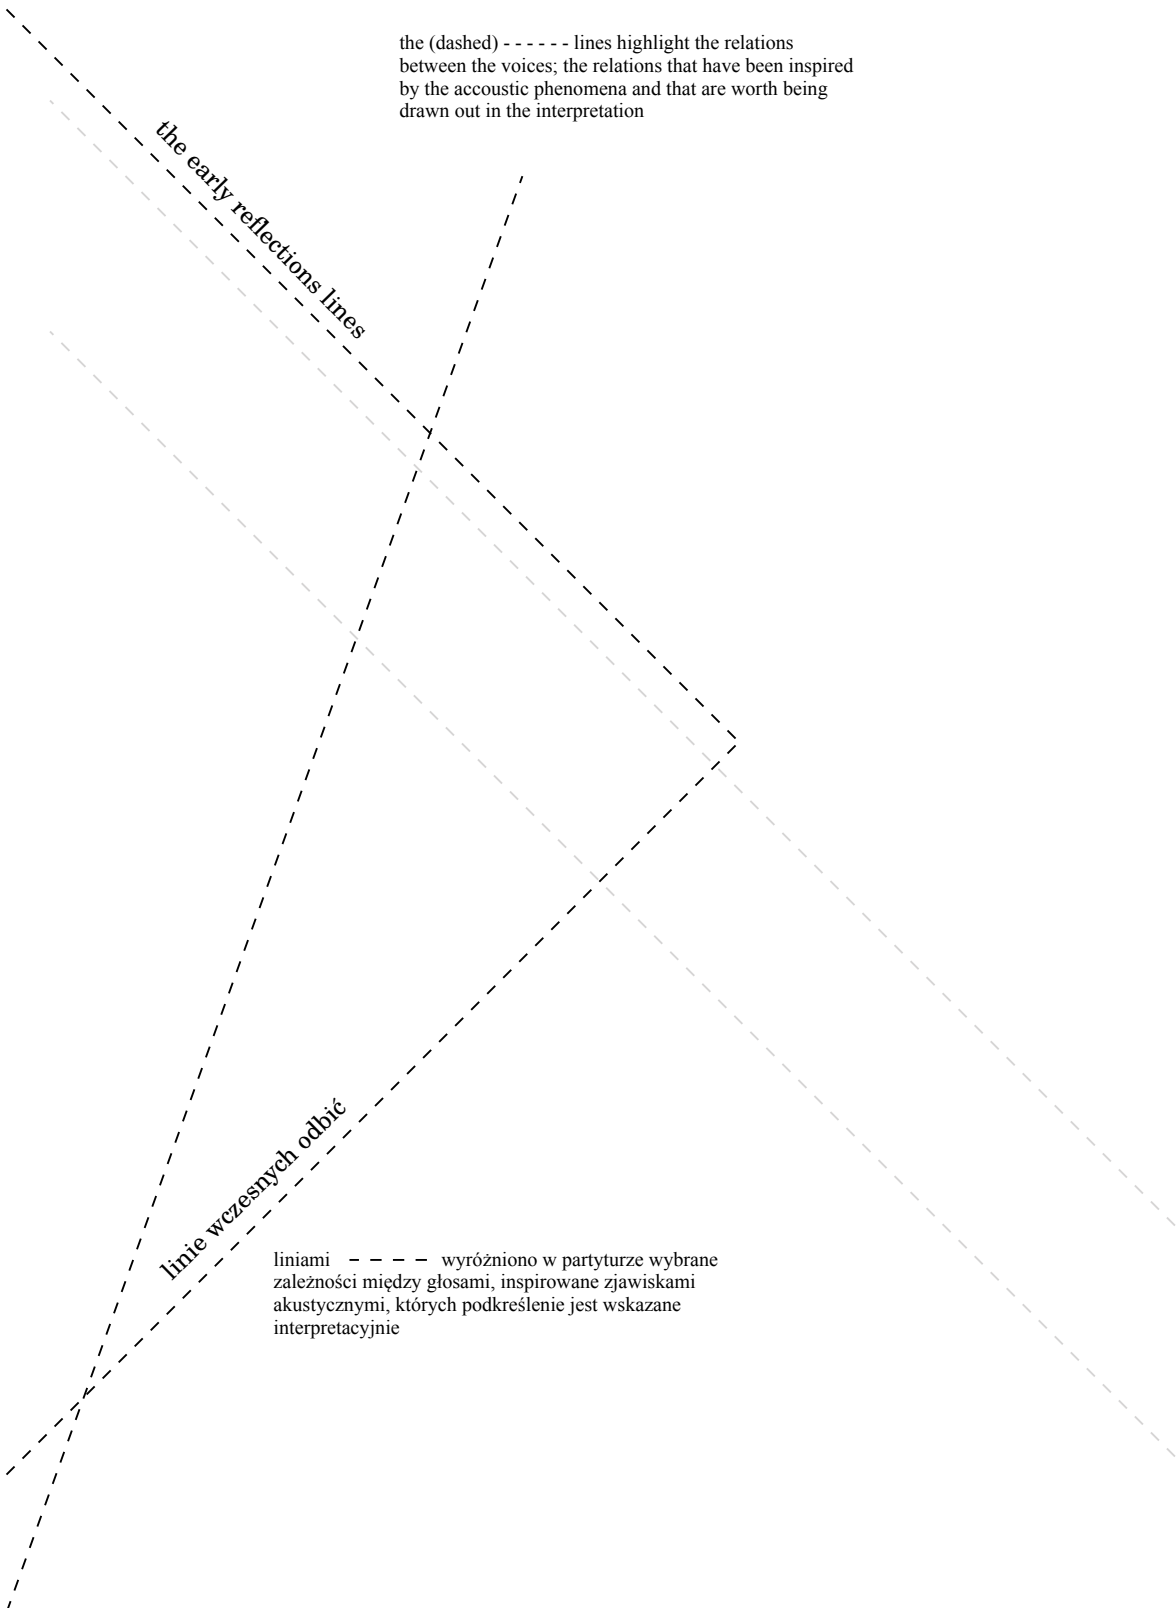 the (dashed) - - - - - - lines highlight the relations
between the voices; the relations that have been inspired
by the accoustic phenomena and that are worth being
drawn out in the interpretation
the early reflections lines
linie wczesnych odbić
liniami – – – – – wyróżniono w partyturze wybrane
zależności między głosami, inspirowane zjawiskami
akustycznymi, których podkreślenie jest wskazane
interpretacyjnie